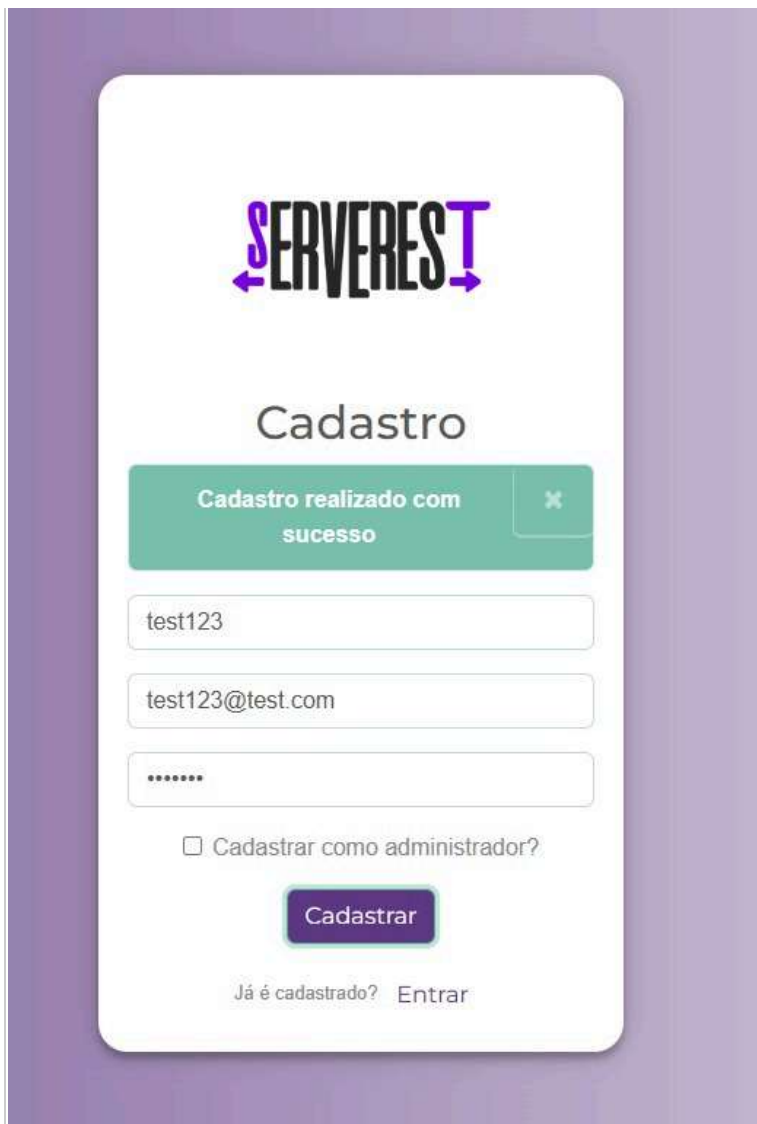 SERVEREST
Cadastro
Cadastro realizado com
sucesso
×
test123
test123@test.com
•••••••
Cadastrar como administrador?
Cadastrar
Já é cadastrado? Entrar